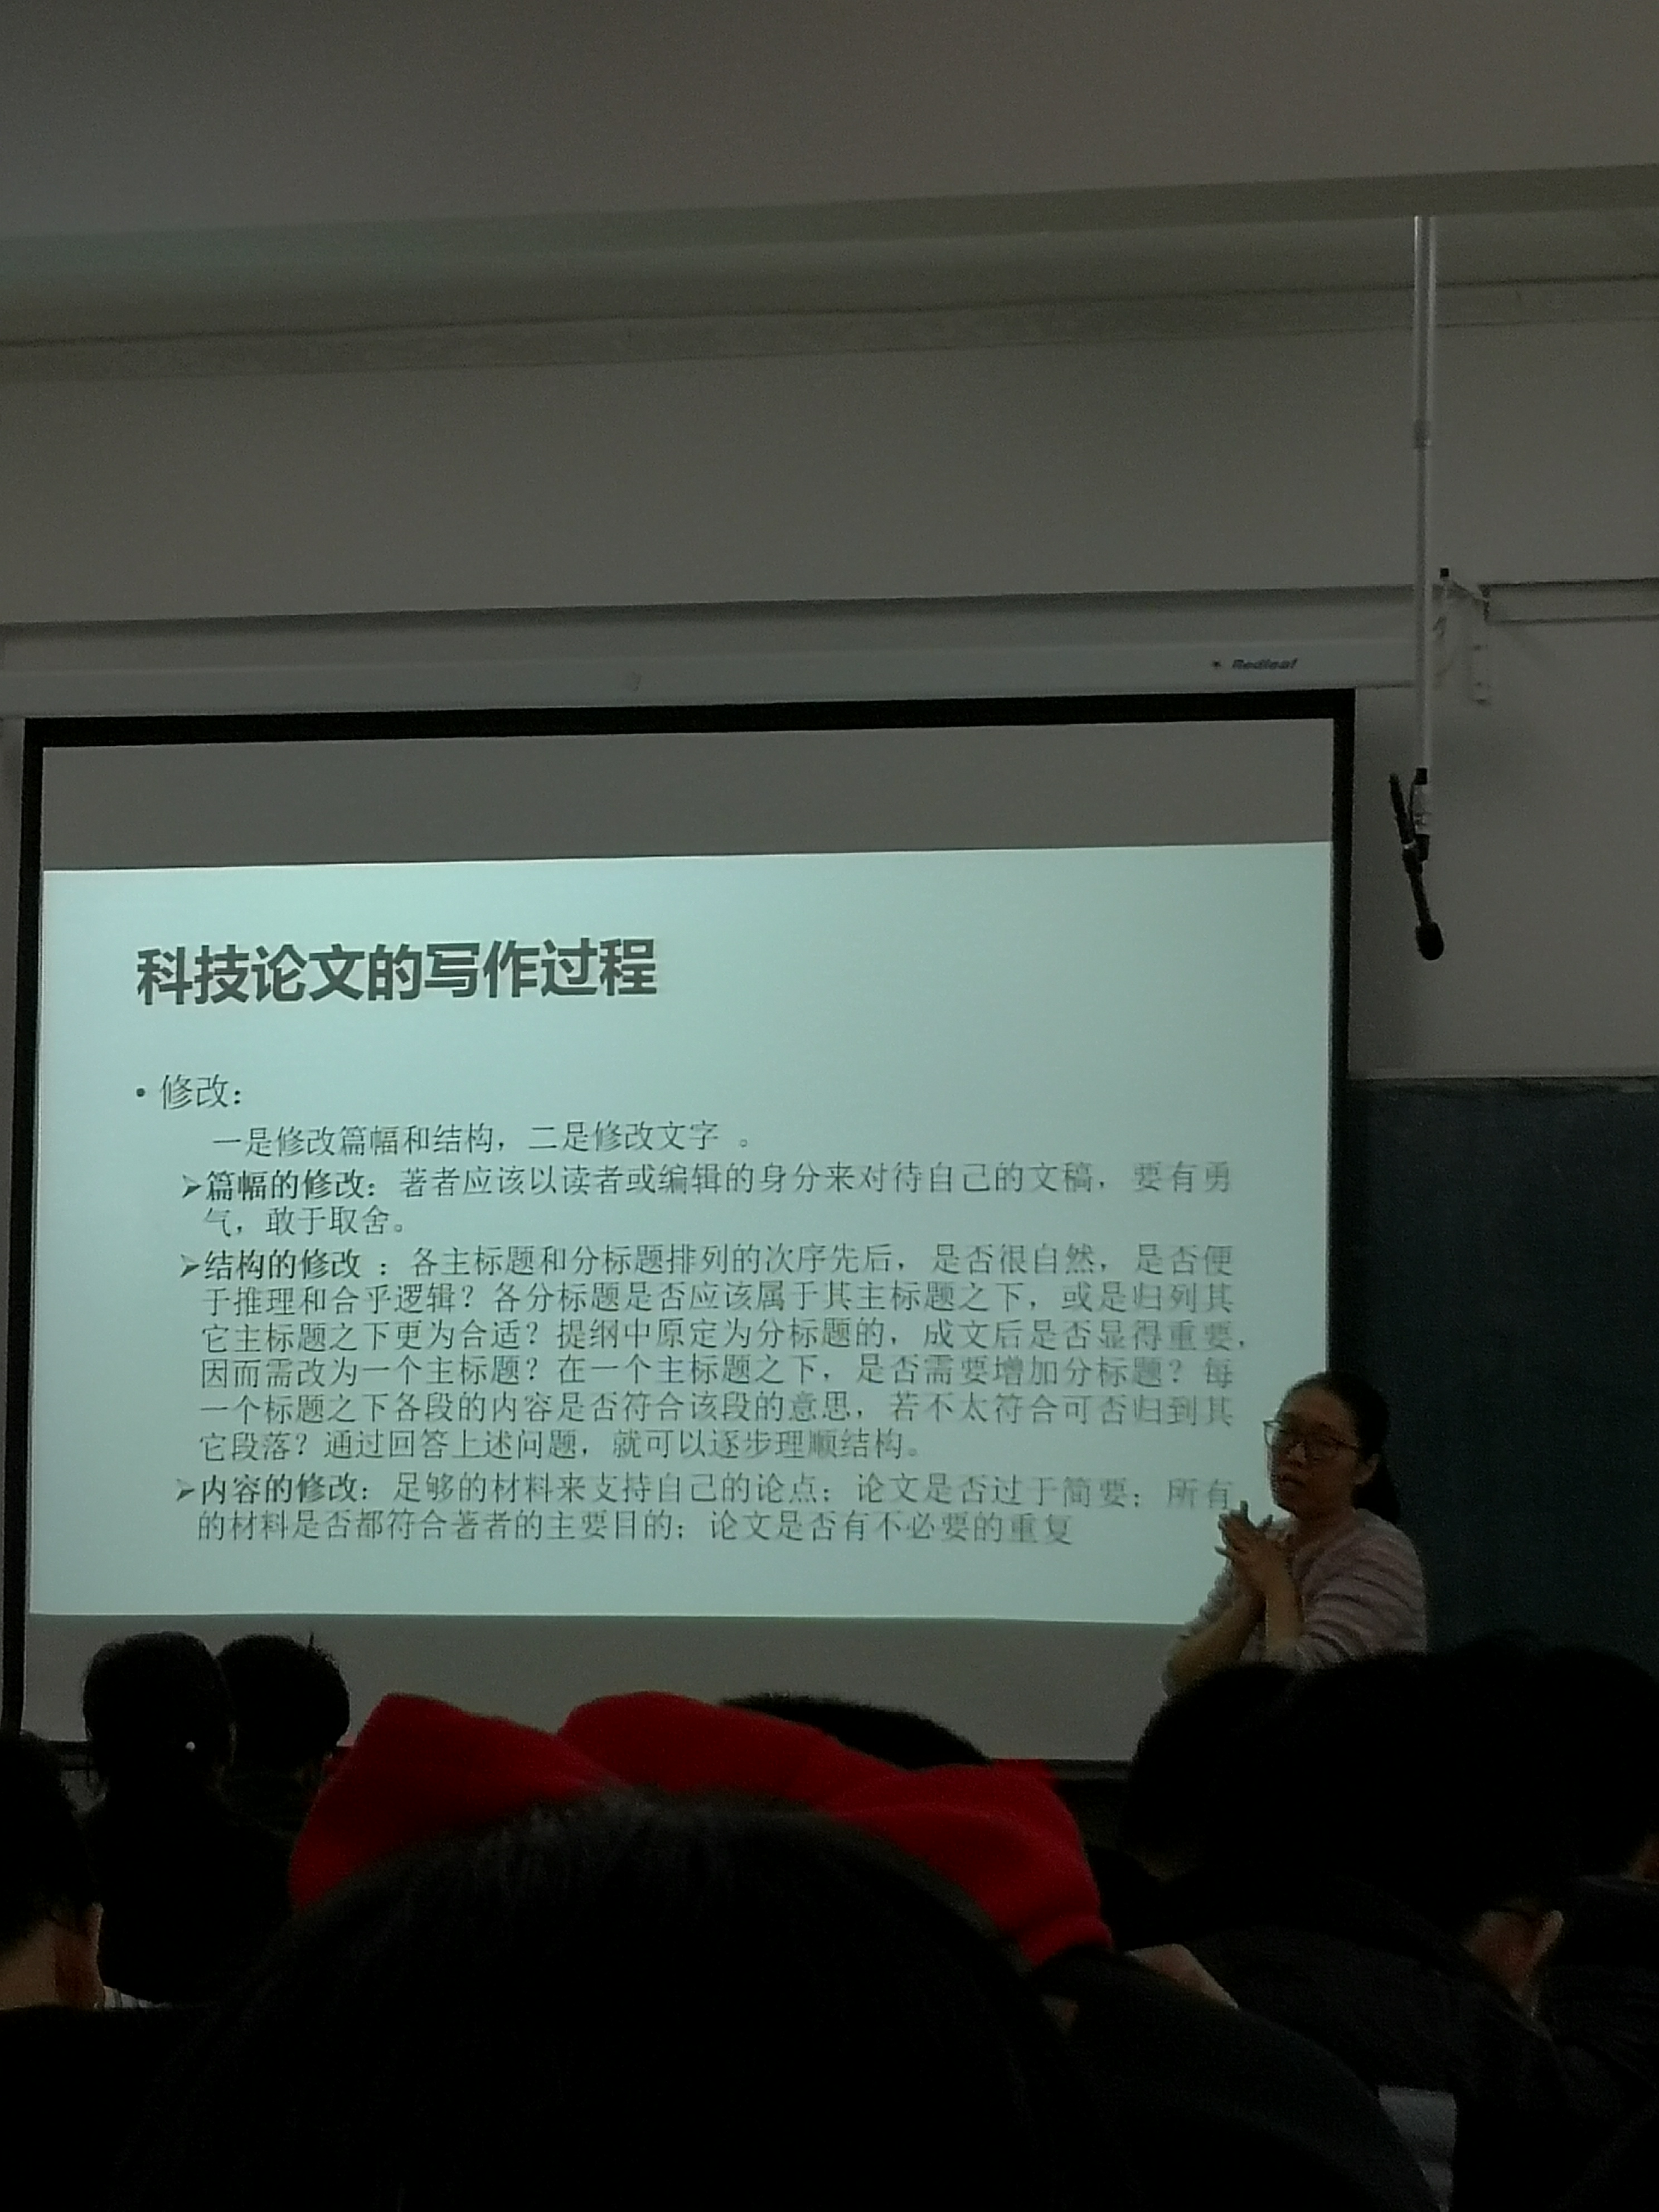 Redleaf
科技论文的写作过程
• 修改：
一是修改篇幅和结构，二是修改文字 。
➢篇幅的修改：著者应该以读者或编辑的身分来对待自己的文稿，要有勇
气，敢于取舍。
➢结构的修改 ：各主标题和分标题排列的次序先后，是否很自然，是否便
于推理和合乎逻辑？各分标题是否应该属于其主标题之下，或是归列其
它主标题之下更为合适？提纲中原定为分标题的，成文后是否显得重要，
因而需改为一个主标题？在一个主标题之下，是否需要增加分标题？每
一个标题之下各段的内容是否符合该段的意思，若不太符合可否归到其
它段落？通过回答上述问题，就可以逐步理顺结构。
➢内容的修改：足够的材料来支持自己的论点；论文是否过于简要；所有
的材料是否都符合著者的主要目的；论文是否有不必要的重复